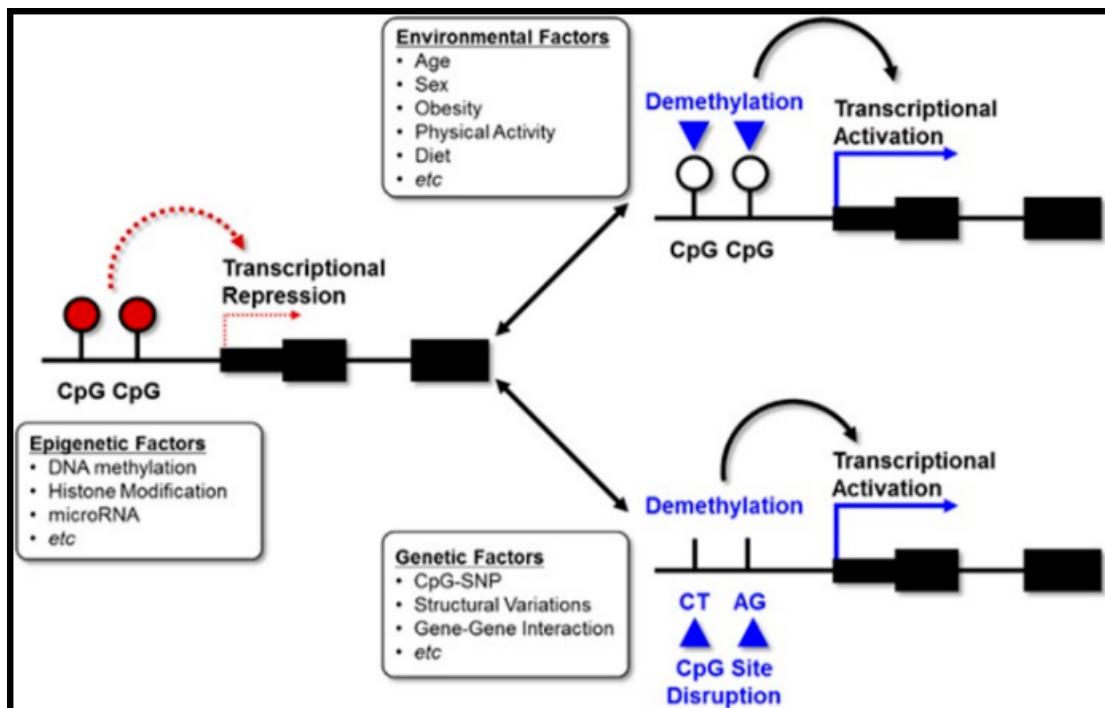 Environmental Factors
• Age
• Sex
• Obesity
• Physical Activity
• Diet
• etc
Demethylation
Transcriptional
Activation
CpG CpG
Transcriptional
Repression
CpG CpG
Epigenetic Factors
• DNA methylation
• Histone Modification
• microRNA
• etc
Genetic Factors
• CpG-SNP
• Structural Variations
• Gene-Gene Interaction
• etc
Demethylation
Transcriptional
Activation
CT AG
CpG Site
Disruption